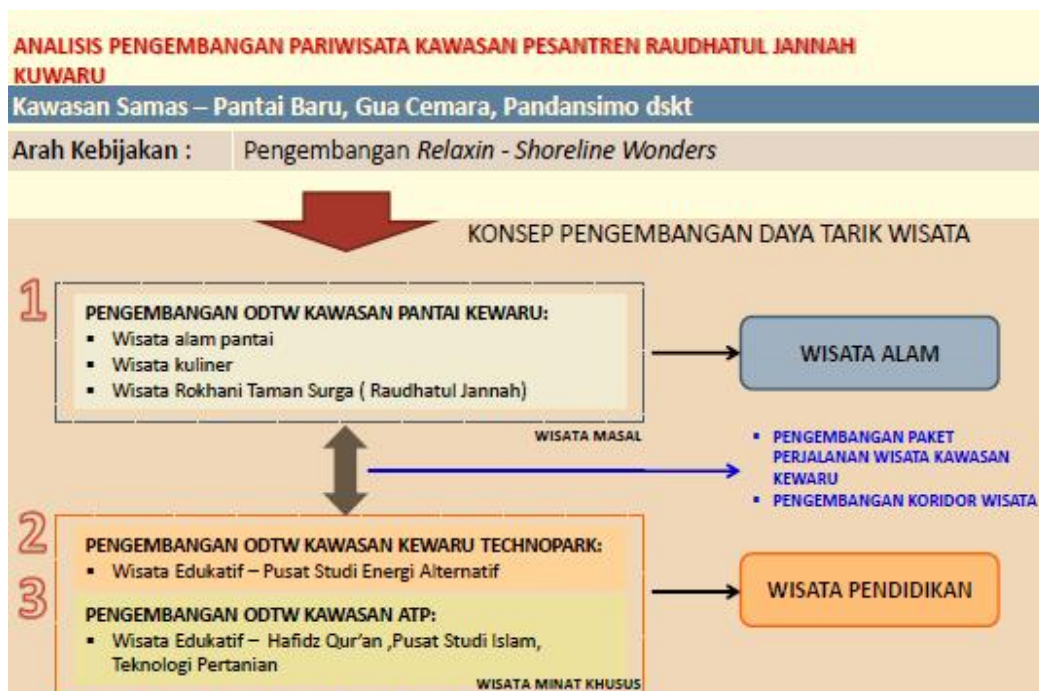 ANALISIS PENGEMBANGAN PARIWISATA KAWASAN PESANTREN RAUDHATUL JANNAH
KUWARU
Kawasan Samas – Pantai Baru, Gua Cemara, Pandansimo dskt
Arah Kebijakan : Pengembangan Relaxin - Shoreline Wonders
KONSEP PENGEMBANGAN DAYA TARIK WISATA
1
PENGEMBANGAN ODTW KAWASAN PANTAI KEWARU:
▪ Wisata alam pantai
▪ Wisata kuliner
▪ Wisata Rokhani Taman Surga ( Raudhatul Jannah)
WISATA ALAM
WISATA MASAL
▪ PENGEMBANGAN PAKET
PERJALANAN WISATA KAWASAN
KEWARU
▪ PENGEMBANGAN KORIDOR WISATA
2
PENGEMBANGAN ODTW KAWASAN KEWARU TECHNOPARK:
▪ Wisata Edukatif – Pusat Studi Energi Alternatif
3
PENGEMBANGAN ODTW KAWASAN ATP:
▪ Wisata Edukatif – Hafidz Qur'an ,Pusat Studi Islam,
Teknologi Pertanian
WISATA PENDIDIKAN
WISATA MINAT KHUSUS